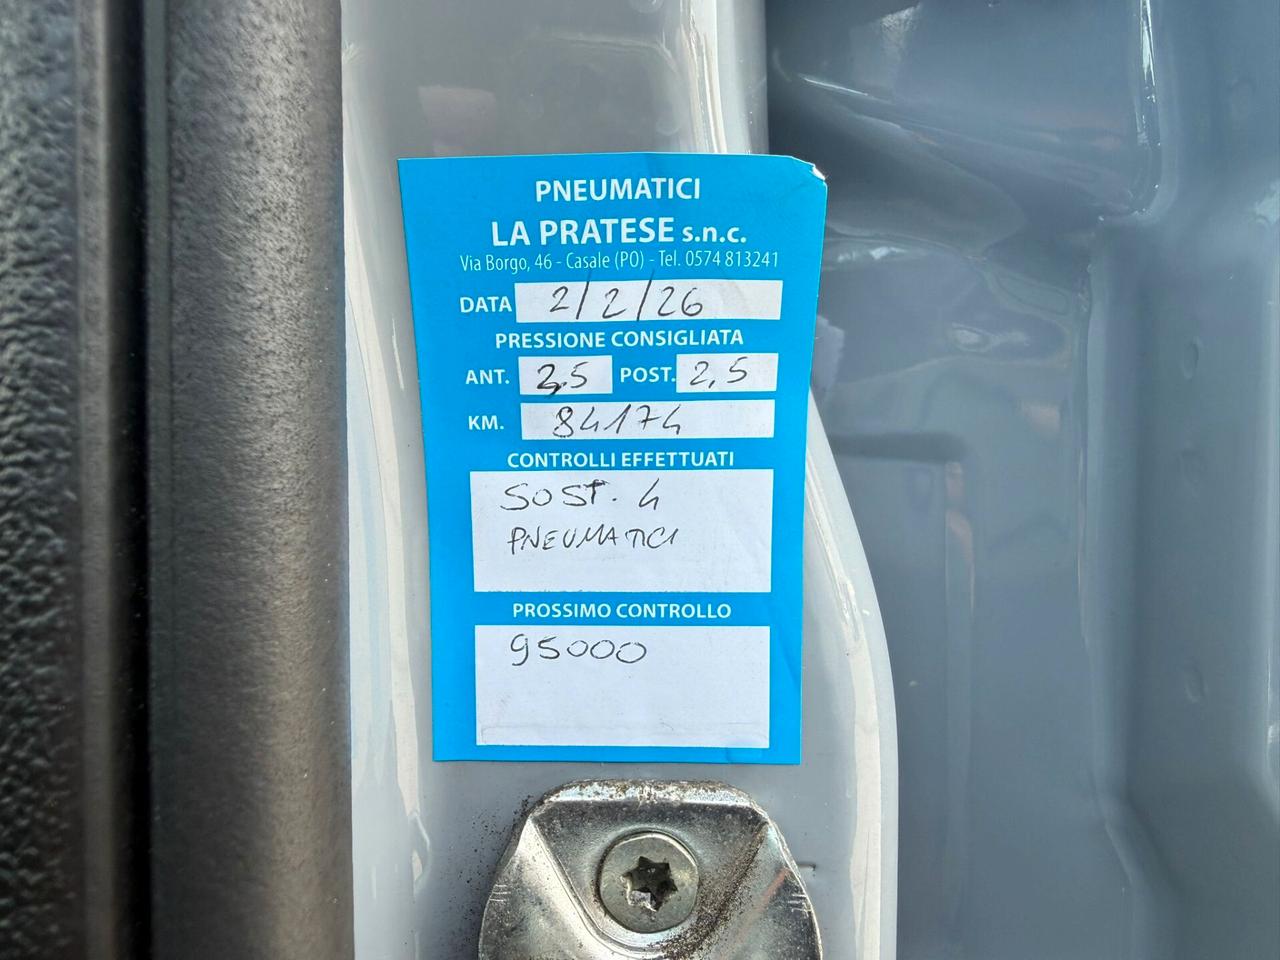 PNEUMATICI
LA PRATESE s.n.c.
Via Borgo, 46 - Casale (PO) - Tel. 0574 813241
DATA 2/2/26
PRESSIONE CONSIGLIATA
ANT. 2,5 POST. 2,5
KM. 84174
CONTROLLI EFFETTUATI
SOST. 4
PNEUMATICI
PROSSIMO CONTROLLO
95000